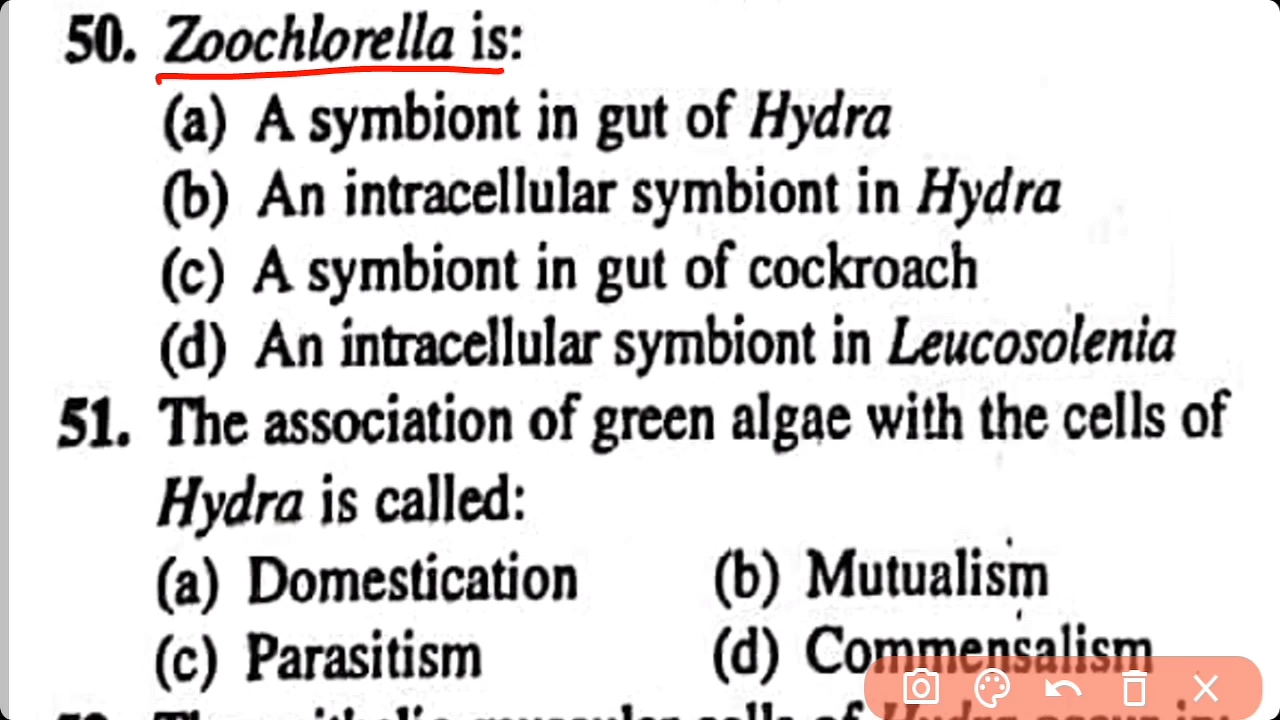 50. Zoochlorella is:
(a) A symbiont in gut of Hydra
(b) An intracellular symbiont in Hydra
(c) A symbiont in gut of cockroach
(d) An intracellular symbiont in Leucosolenia
51. The association of green algae with the cells of
Hydra is called:
(a) Domestication (b) Mutualism
(c) Parasitism (d) Commensalism